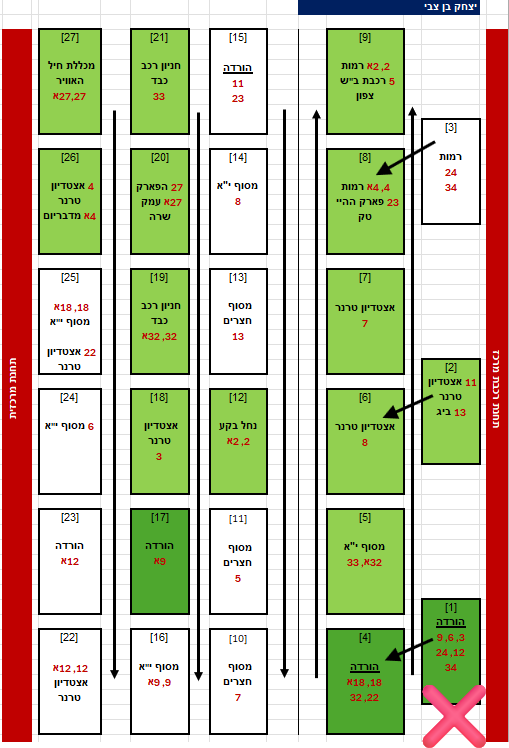 יצחק בן צבי
תחנת רכבת מרכז
תחנת מרכזית
[9]
2, 2א רמות
5 רכבת ב"ש
צפון
[15]
הורדה
11
23
[21]
חניון רכב
כבד
33
[27]
מכללת חיל
האוויר
27,27א
[3]
רמות
24
34
[8]
4, 4א רמות
23 פארק ההיי
טק
[14]
מסוף י"א
8
[20]
27 הפארק
27א עמק
שרה
[26]
4 אצטדיון
טרנר
4א מדבריום
[7]
אצטדיון טרנר
7
[13]
מסוף
חצרים
13
[19]
חניון רכב
כבד
32, 32א
[25]
18, 18א
מסוף י"א
22 אצטדיון
טרנר
[2]
11 אצטדיון
טרנר
13 ביג
[6]
אצטדיון טרנר
8
[12]
נחל בקע
2, 2א
[18]
אצטדיון
טרנר
3
[24]
6 מסוף י"א
[5]
מסוף י"א
32א, 33
[11]
מסוף
חצרים
5
[17]
הורדה
9א
[23]
הורדה
12א
[1]
הורדה
3, 6, 9
12, 24
34
[4]
הורדה
18, 18א
22, 32
[10]
מסוף
חצרים
7
[16]
מסוף י"א
9, 9א
[22]
12, 12א
אצטדיון
טרנר